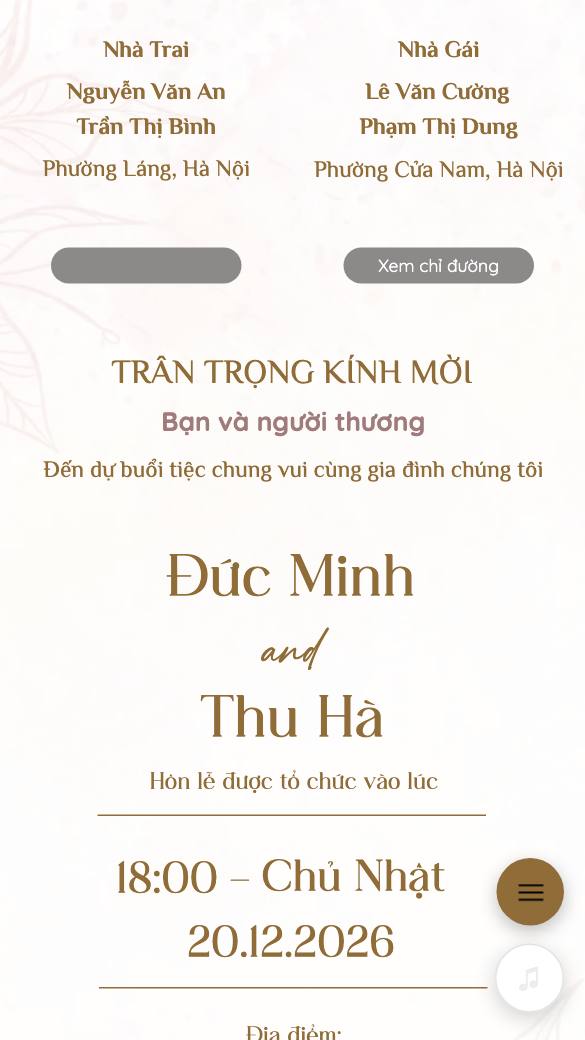 Nhà Trai
Nguyễn Văn An
Trần Thị Bình
Phường Láng, Hà Nội
Nhà Gái
Lê Văn Cường
Phạm Thị Dung
Phường Cửa Nam, Hà Nội
Xem chỉ đường
TRÂN TRỌNG KÍNH MỜI
Bạn và người thương
Đến dự buổi tiệc chung vui cùng gia đình chúng tôi
Đức Minh
and
Thu Hà
Hôn lễ được tổ chức vào lúc
18:00 – Chủ Nhật
20.12.2026
Địa điểm: